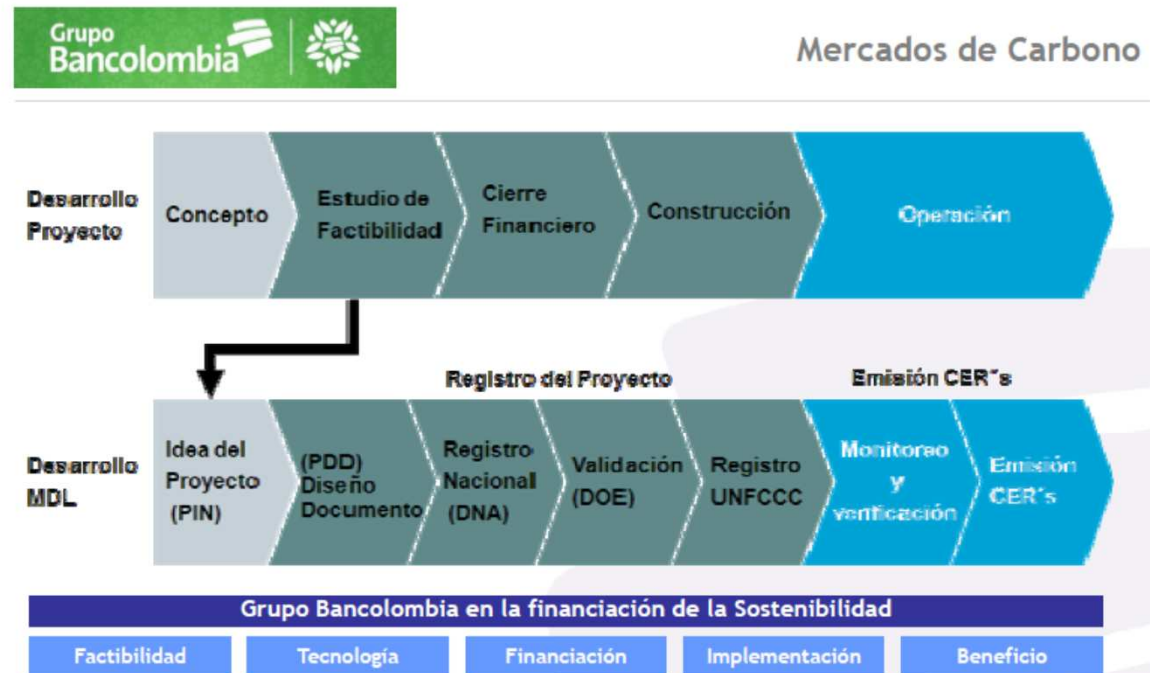 Grupo
Bancolombia
Mercados de Carbono
Desarrollo
Proyecto
Concepto
Estudio de
Factibilidad
Cierre
Financiero
Construcción
Operación
Registro del Proyecto
Emisión CER´s
Desarrollo
MDL
Idea del
Proyecto
(PIN)
(PDD)
Diseño
Documento
Registro
Nacional
(DNA)
Validación
(DOE)
Registro
UNFCCC
Monitoreo
y
verificación
Emisión
CER´s
Grupo Bancolombia en la financiación de la Sostenibilidad
Factibilidad
Tecnología
Financiación
Implementación
Beneficio